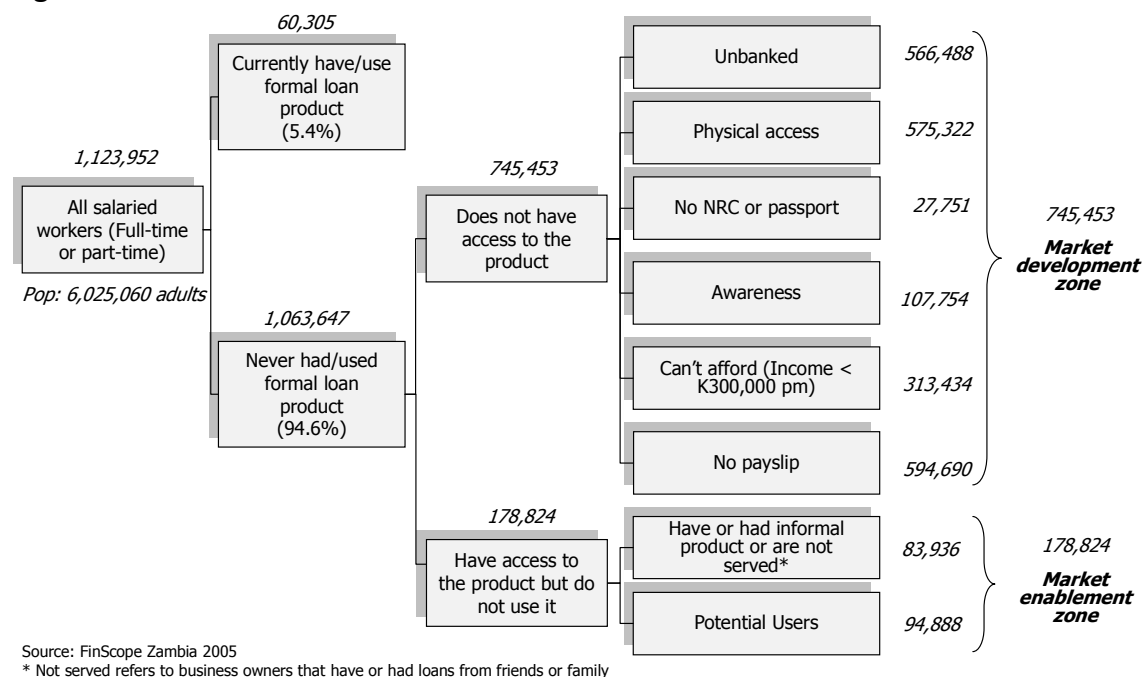 60,305
Currently have/use
formal loan
product
(5.4%)
1,123,952
All salaried
workers (Full-time
or part-time)
Pop: 6,025,060 adults
1,063,647
Never had/used
formal loan
product
(94.6%)
745,453
Does not have
access to the
product
178,824
Have access to
the product but do
not use it
Unbanked
566,488
Physical access
575,322
No NRC or passport
27,751
Awareness
107,754
Can't afford (Income <
K300,000 pm)
313,434
No payslip
594,690
745,453
Market
development
zone
Have or had informal
product or are not
served*
83,936
Potential Users
94,888
178,824
Market
enablement
zone
Source: FinScope Zambia 2005
* Not served refers to business owners that have or had loans from friends or family